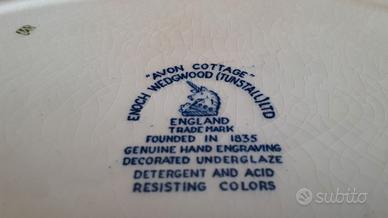 "AVON COTTAGE"
ENOCH WEDGWOOD (TUNSTALL) LTD
ENGLAND
TRADE MARK
FOUNDED IN 1835
GENUINE HAND ENGRAVING
DECORATED UNDERGLAZE
DETERGENT AND ACID
RESISTING COLORS
subito